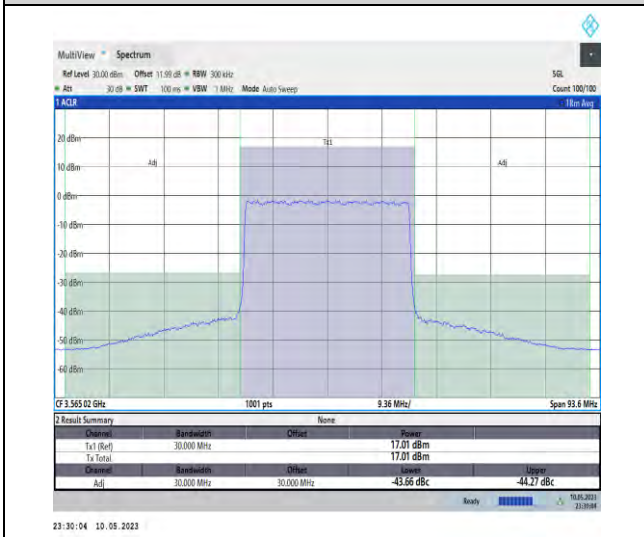 MultiView Spectrum
Ref Level 30.00 dBm Offset 11.99 dB RBW 300 kHz SGL
Att 30 dB SWT 100 ms VBW 1 MHz Mode Auto Sweep Count 100/100
1 ACLR 1Rm Avg
20 dBm
Tx1
Adj
Adj
10 dBm
0 dBm
-10 dBm
-20 dBm
-30 dBm
-40 dBm
-50 dBm
-60 dBm
CF 3.565 02 GHz 1001 pts 9.36 MHz/ Span 93.6 MHz
2 Result Summary None
Channel Bandwidth Offset Power
Tx1 (Ref) 30.000 MHz 17.01 dBm
Tx Total 17.01 dBm
Channel Bandwidth Offset Lower Upper
Adj 30.000 MHz 30.000 MHz -43.66 dBc -44.27 dBc
Ready 10.05.2023
23:30:04
23:30:04 10.05.2023